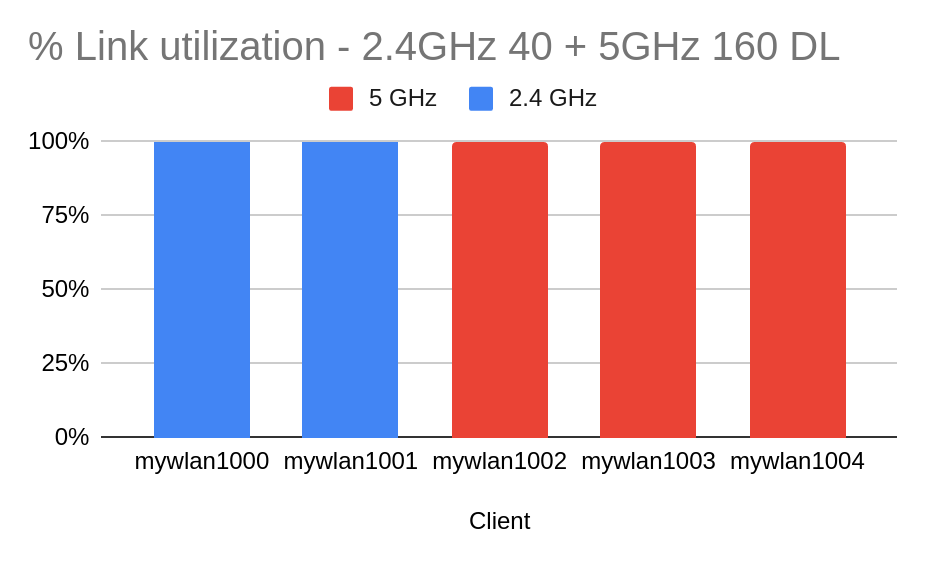 % Link utilization - 2.4GHz 40 + 5GHz 160 DL
5 GHz 2.4 GHz
100%
75%
50%
25%
0%
mywlan1000 mywlan1001 mywlan1002 mywlan1003 mywlan1004
Client